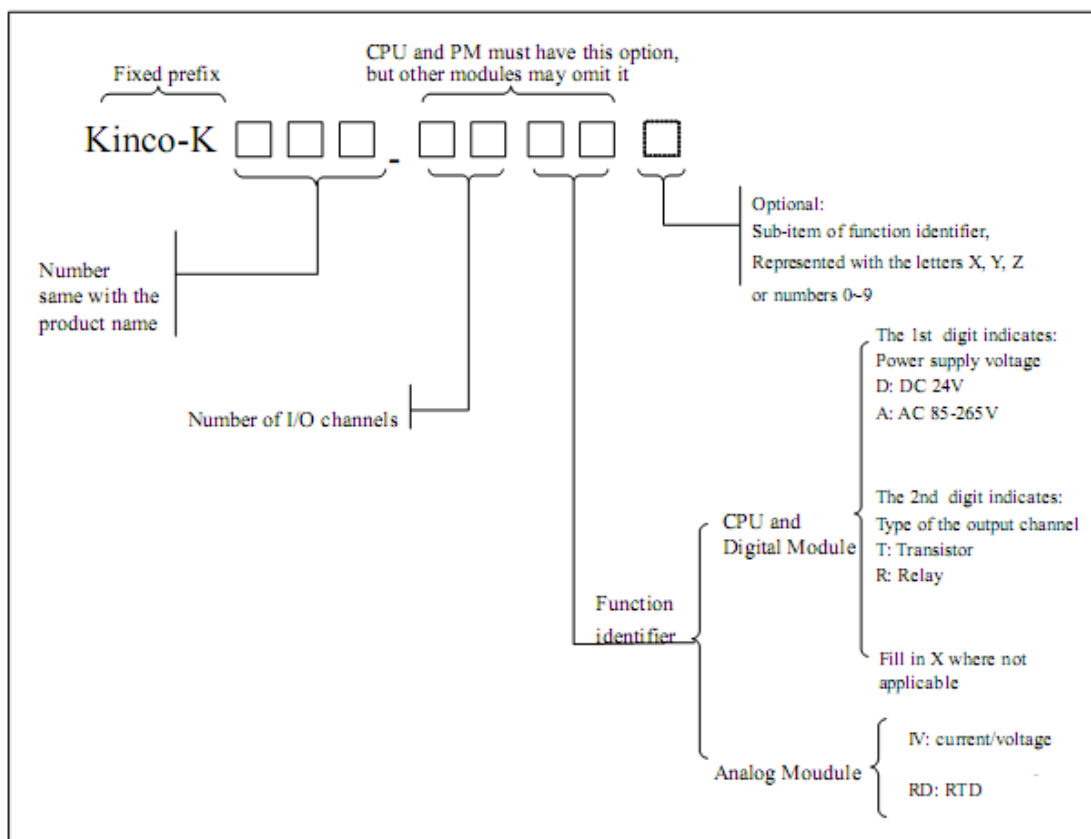 CPU and PM must have this option,
but other modules may omit it
Fixed prefix
Kinco-K
-
Optional:
Sub-item of function identifier,
Represented with the letters X, Y, Z
or numbers 0~9
Number
same with the
product name
Number of I/O channels
The 1st digit indicates:
Power supply voltage
D: DC 24V
A: AC 85-265V
The 2nd digit indicates:
Type of the output channel
T: Transistor
R: Relay
Fill in X where not
applicable
CPU and
Digital Module
Function
identifier
Analog Moudule
IV: current/voltage
RD: RTD